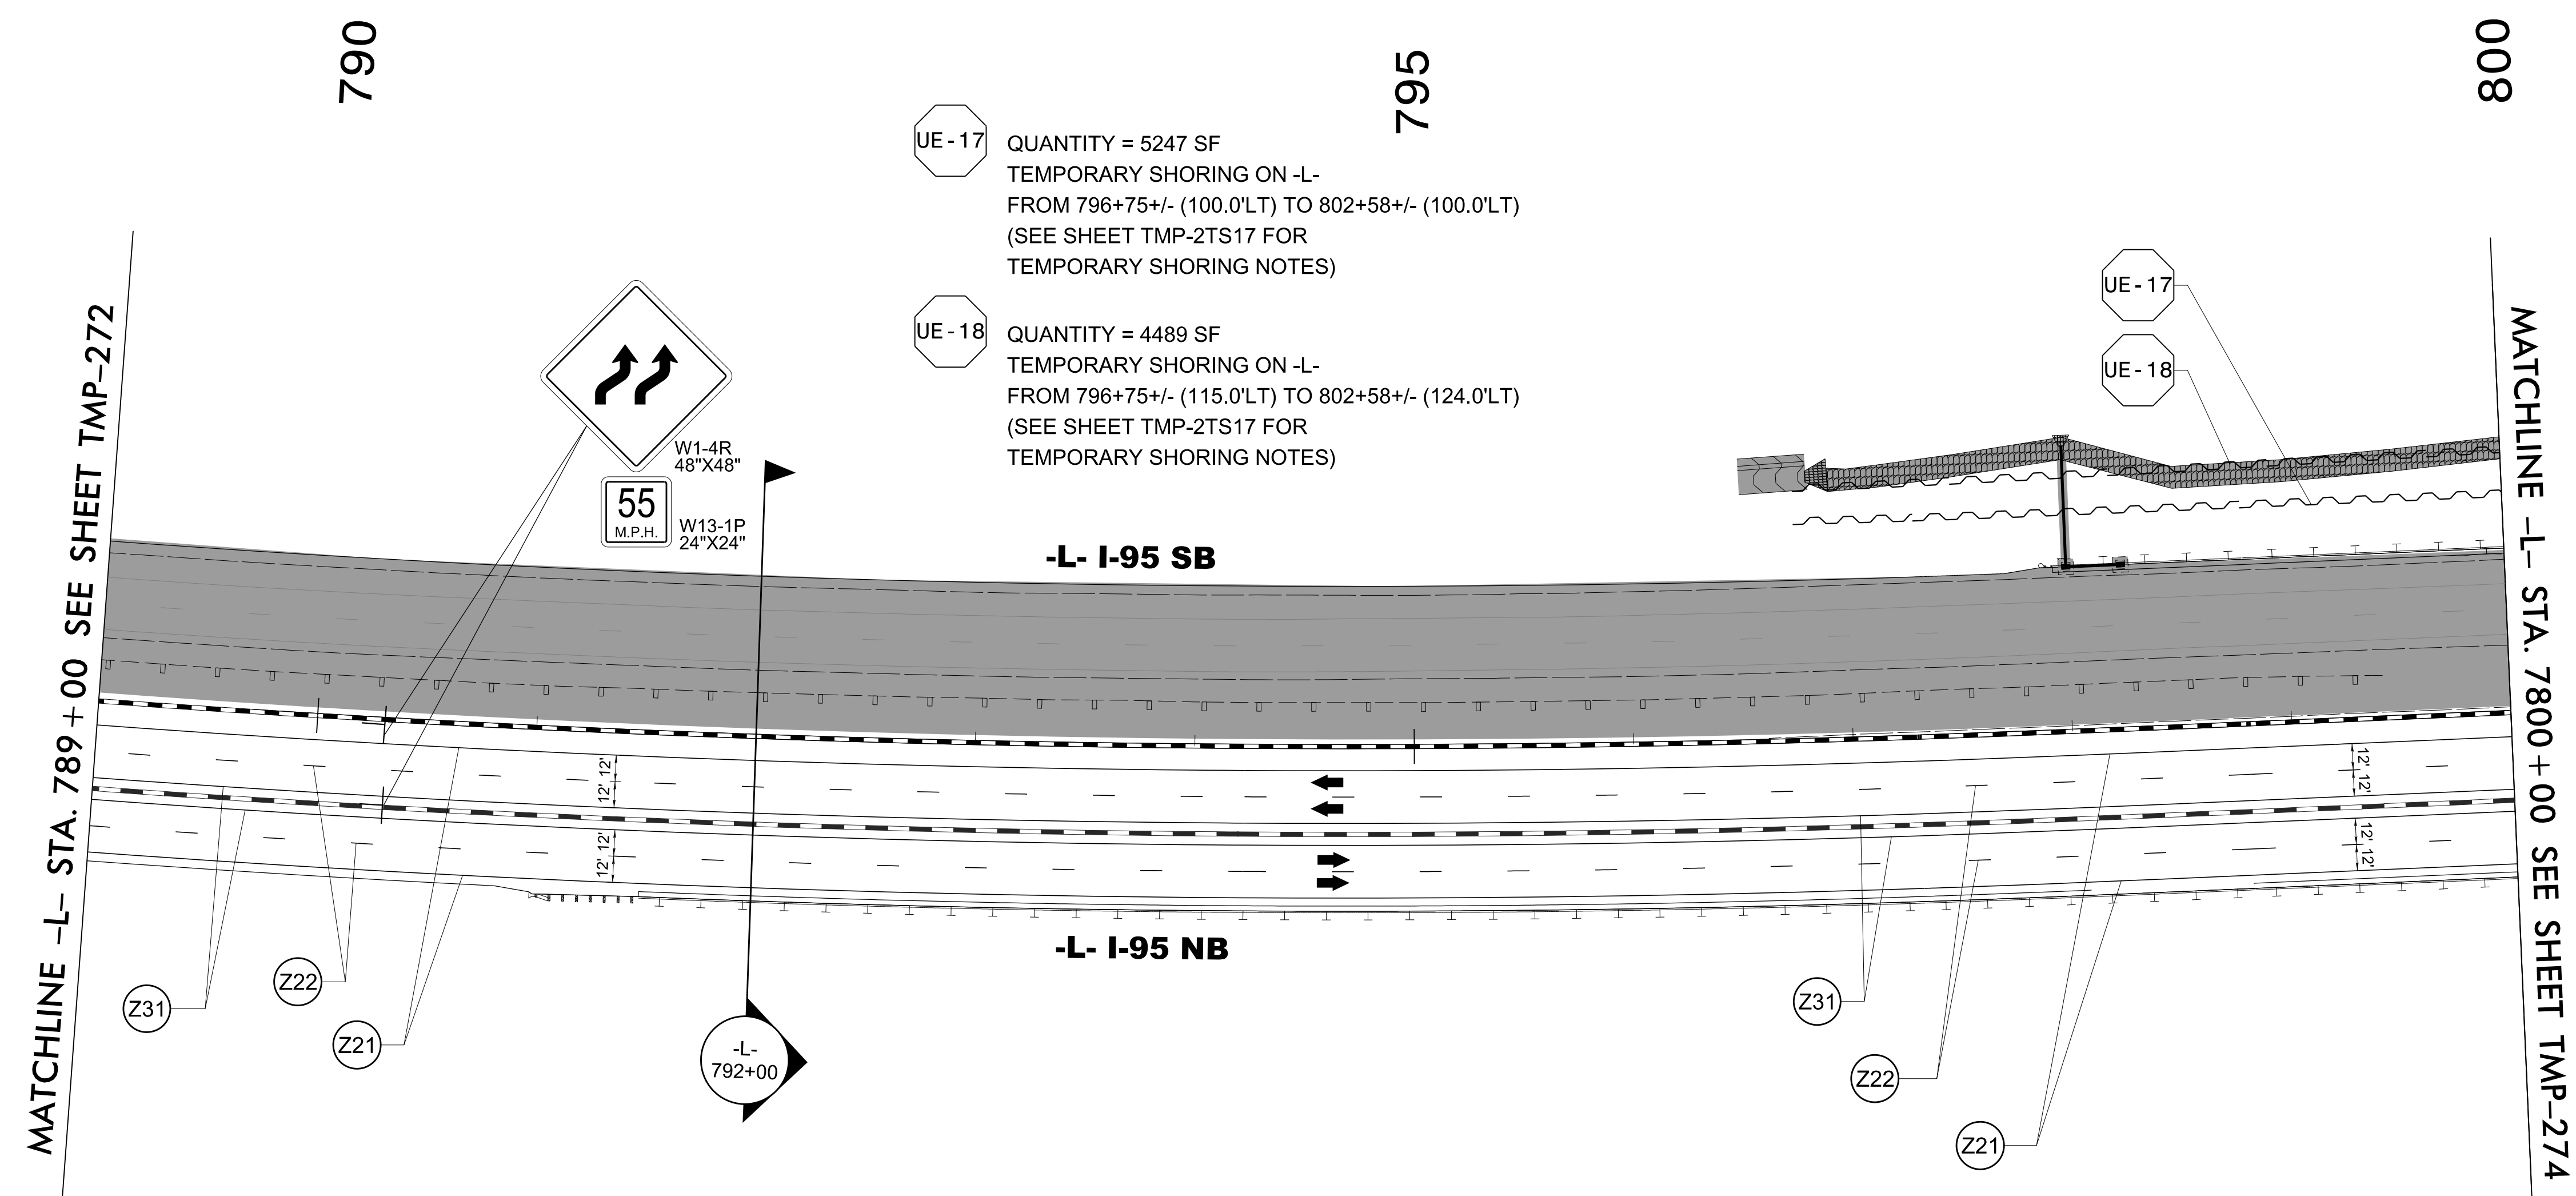 790
795
800
UE-17
QUANTITY = 5247 SF
TEMPORARY SHORING ON -L-
FROM 796+75+/- (100.0'LT) TO 802+58+/- (100.0'LT)
(SEE SHEET TMP-2TS17 FOR
TEMPORARY SHORING NOTES)
UE-18
QUANTITY = 4489 SF
TEMPORARY SHORING ON -L-
FROM 796+75+/- (115.0'LT) TO 802+58+/- (124.0'LT)
(SEE SHEET TMP-2TS17 FOR
TEMPORARY SHORING NOTES)
UE-17
UE-18
W1-4R
48"X48"
55
M.P.H.
W13-1P
24"X24"
MATCHLINE -L- STA. 789+00 SEE SHEET TMP-272
MATCHLINE -L- STA. 7800+00 SEE SHEET TMP-274
-L- I-95 SB
12' 12'
12' 12'
12' 12'
12' 12'
-L- I-95 NB
Z31
Z22
Z21
-L-
792+00
Z31
Z22
Z21